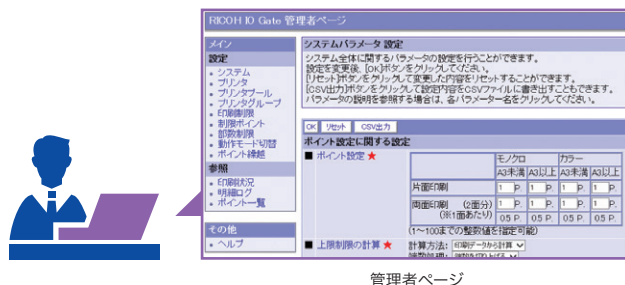 RICOH IO Gate 管理者ページ
メイン
設定
・システム
・プリンタ
・プリンタプール
・プリンタグループ
・印刷制限
・制限ポイント
・部数制限
・動作モード切替
・ポイント繰越
参照
・印刷状況
・明細ログ
・ポイント一覧
その他
・ヘルプ
システムパラメータ 設定
システム全体に関するパラメータの設定を行うことができます。
設定を変更後、[OK]ボタンをクリックしてください。
[リセット]ボタンをクリックして変更した内容をリセットすることができます。
[CSV出力]ボタンをクリックして設定内容をCSVファイルに書き出すこともできます。
パラメータの説明を参照する場合は、各パラメーター名をクリックしてください。
OK リセット CSV出力
ポイント設定に関する設定
■ ポイント設定 ★
モノクロ カラー
A3未満 A3以上 A3未満 A3以上
片面印刷 1 P. 1 P. 1 P. 1 P.
両面印刷 (2面分) 1 P. 1 P. 1 P. 1 P.
(※1面あたり) 0.5 P. 0.5 P. 0.5 P. 0.5 P.
(1～100までの整数値を指定可能)
■ 上限制限の計算 ★ 計算方法: 印刷データから計算
管理者ページ